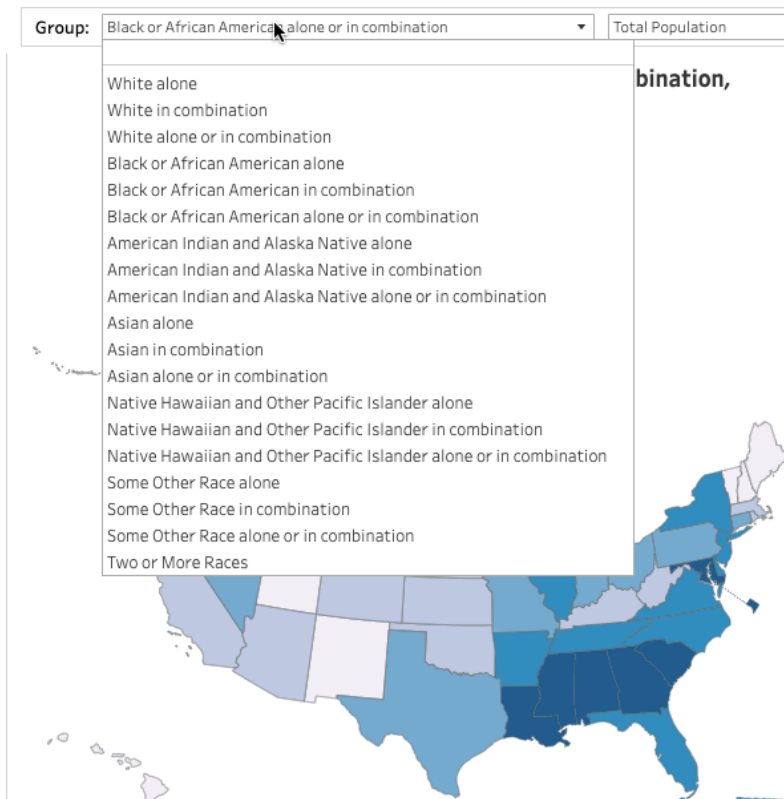 Group: Black or African American alone or in combination Total Population
bination,
White alone
White in combination
White alone or in combination
Black or African American alone
Black or African American in combination
Black or African American alone or in combination
American Indian and Alaska Native alone
American Indian and Alaska Native in combination
American Indian and Alaska Native alone or in combination
Asian alone
Asian in combination
Asian alone or in combination
Native Hawaiian and Other Pacific Islander alone
Native Hawaiian and Other Pacific Islander in combination
Native Hawaiian and Other Pacific Islander alone or in combination
Some Other Race alone
Some Other Race in combination
Some Other Race alone or in combination
Two or More Races